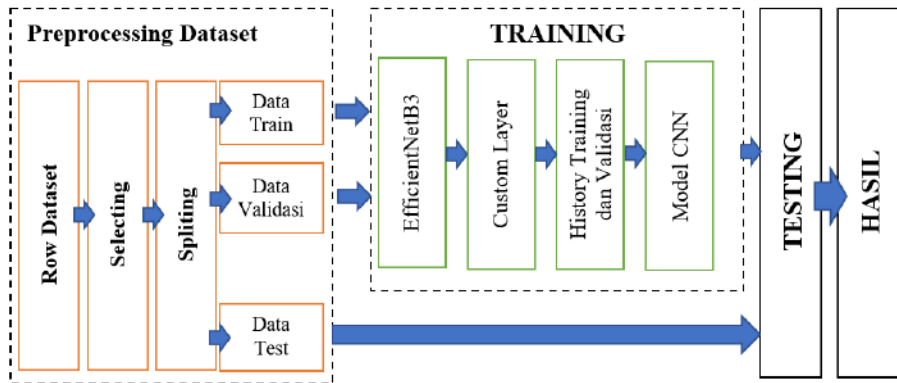 Preprocessing Dataset
Row Dataset
Selecting
Spliting
Data
Train
Data
Validasi
Data
Test
TRAINING
EfficientNetB3
Custom Layer
History Training
dan Validasi
Model CNN
TESTING
HASIL